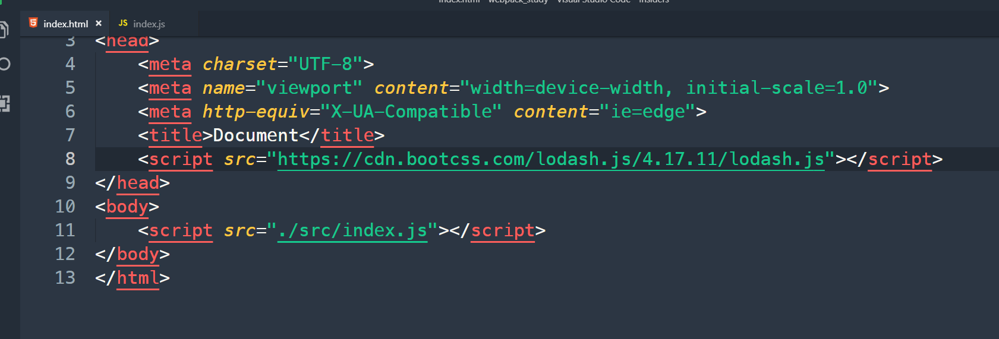 index.html - webpack_study - Visual Studio Code - Insiders
index.html × JS index.js
3 <head>
4     <meta charset="UTF-8">
5     <meta name="viewport" content="width=device-width, initial-scale=1.0">
6     <meta http-equiv="X-UA-Compatible" content="ie=edge">
7     <title>Document</title>
8     <script src="https://cdn.bootcss.com/lodash.js/4.17.11/lodash.js"></script>
9 </head>
10 <body>
11     <script src="./src/index.js"></script>
12 </body>
13 </html>